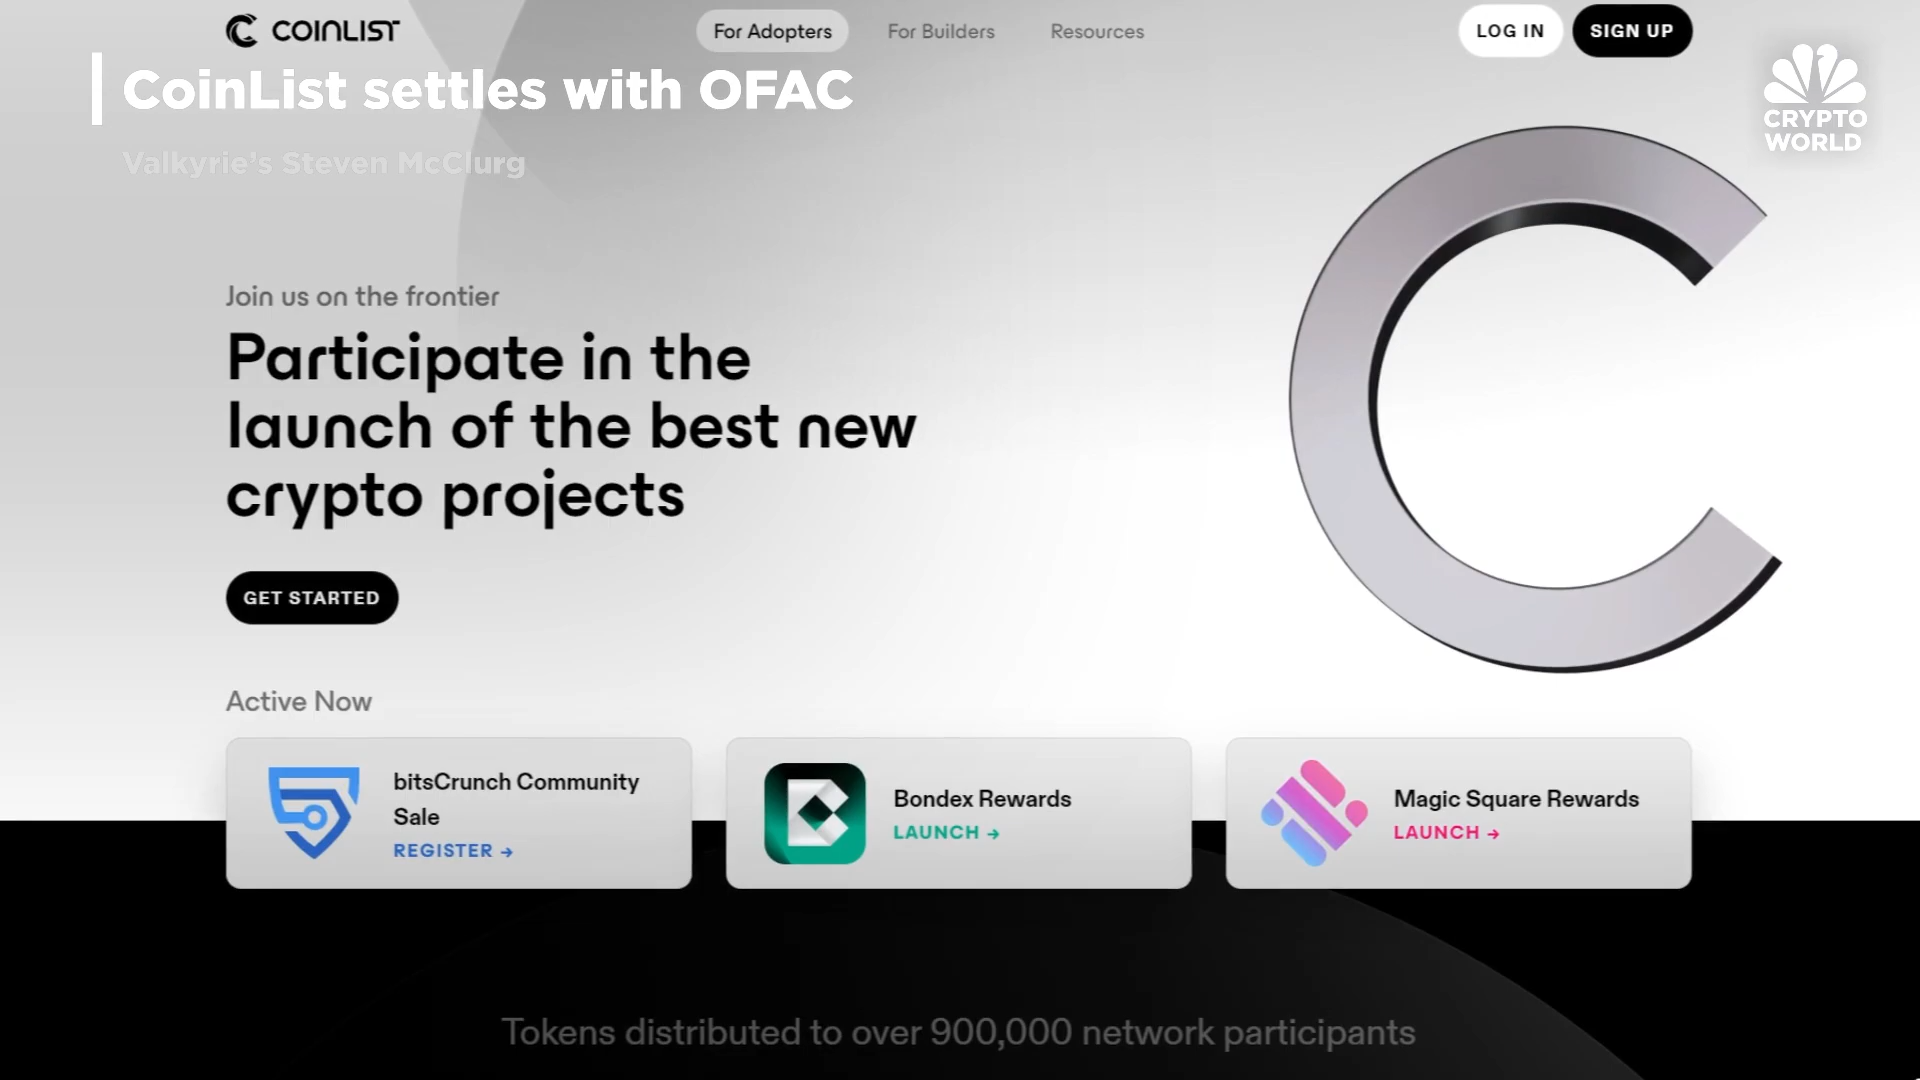 COINLIST
For Adopters
For Builders
Resources
LOG IN
SIGN UP
CoinList settles with OFAC
Valkyrie’s Steven McClurg
CRYPTO
WORLD
Join us on the frontier
Participate in the
launch of the best new
crypto projects
GET STARTED
Active Now
bitsCrunch Community
Sale
REGISTER →
Bondex Rewards
LAUNCH →
Magic Square Rewards
LAUNCH →
Tokens distributed to over 900,000 network participants